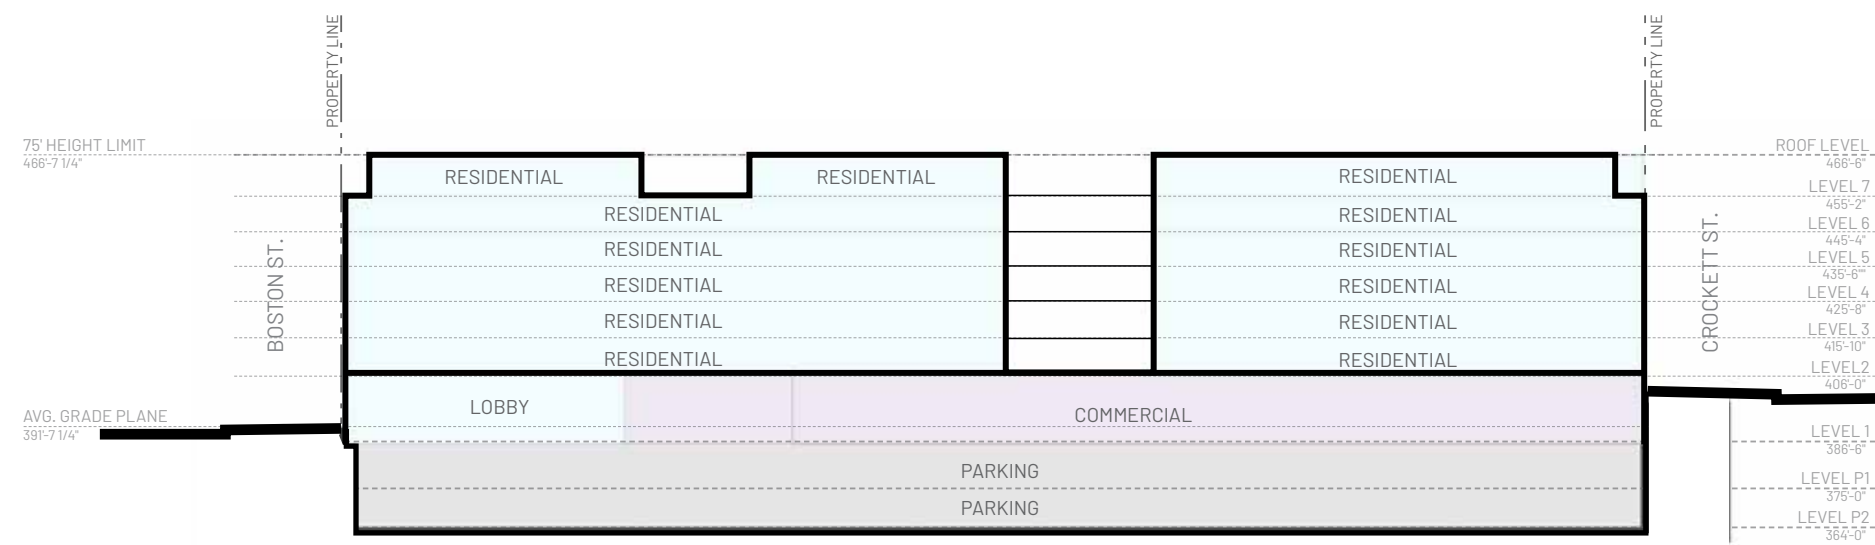 PROPERTY LINE
PROPERTY LINE
75' HEIGHT LIMIT
466'-7 1/4"
ROOF LEVEL
466'-6"
RESIDENTIAL
RESIDENTIAL
RESIDENTIAL
LEVEL 7
455'-2"
RESIDENTIAL
RESIDENTIAL
LEVEL 6
445'-4"
RESIDENTIAL
RESIDENTIAL
LEVEL 5
435'-6""
RESIDENTIAL
RESIDENTIAL
LEVEL 4
425'-8"
RESIDENTIAL
RESIDENTIAL
LEVEL 3
415'-10"
RESIDENTIAL
RESIDENTIAL
LEVEL2
406'-0"
BOSTON ST.
CROCKETT ST.
LOBBY
COMMERCIAL
AVG. GRADE PLANE
391'-7 1/4"
LEVEL 1
386'-6"
PARKING
LEVEL P1
375'-0"
PARKING
LEVEL P2
364'-0"